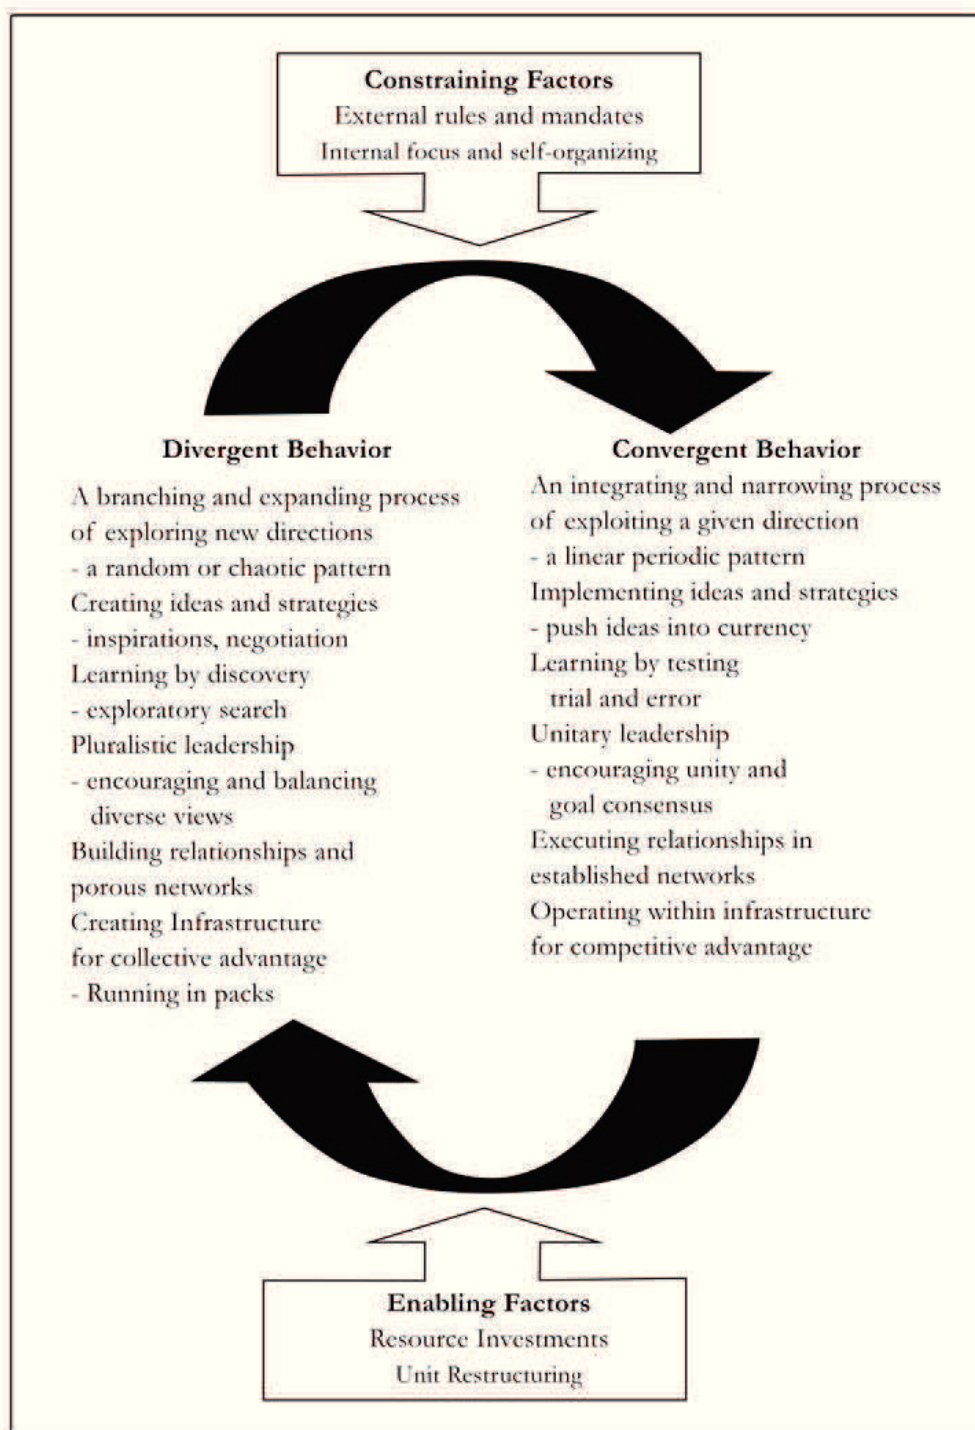 Constraining Factors
External rules and mandates
Internal focus and self-organizing
Divergent Behavior
A branching and expanding process
of exploring new directions
- a random or chaotic pattern
Creating ideas and strategies
- inspirations, negotiation
Learning by discovery
- exploratory search
Pluralistic leadership
- encouraging and balancing
diverse views
Building relationships and
porous networks
Creating Infrastructure
for collective advantage
- Running in packs
Convergent Behavior
An integrating and narrowing process
of exploiting a given direction
- a linear periodic pattern
Implementing ideas and strategies
- push ideas into currency
Learning by testing
trial and error
Unitary leadership
- encouraging unity and
goal consensus
Executing relationships in
established networks
Operating within infrastructure
for competitive advantage
Enabling Factors
Resource Investments
Unit Restructuring